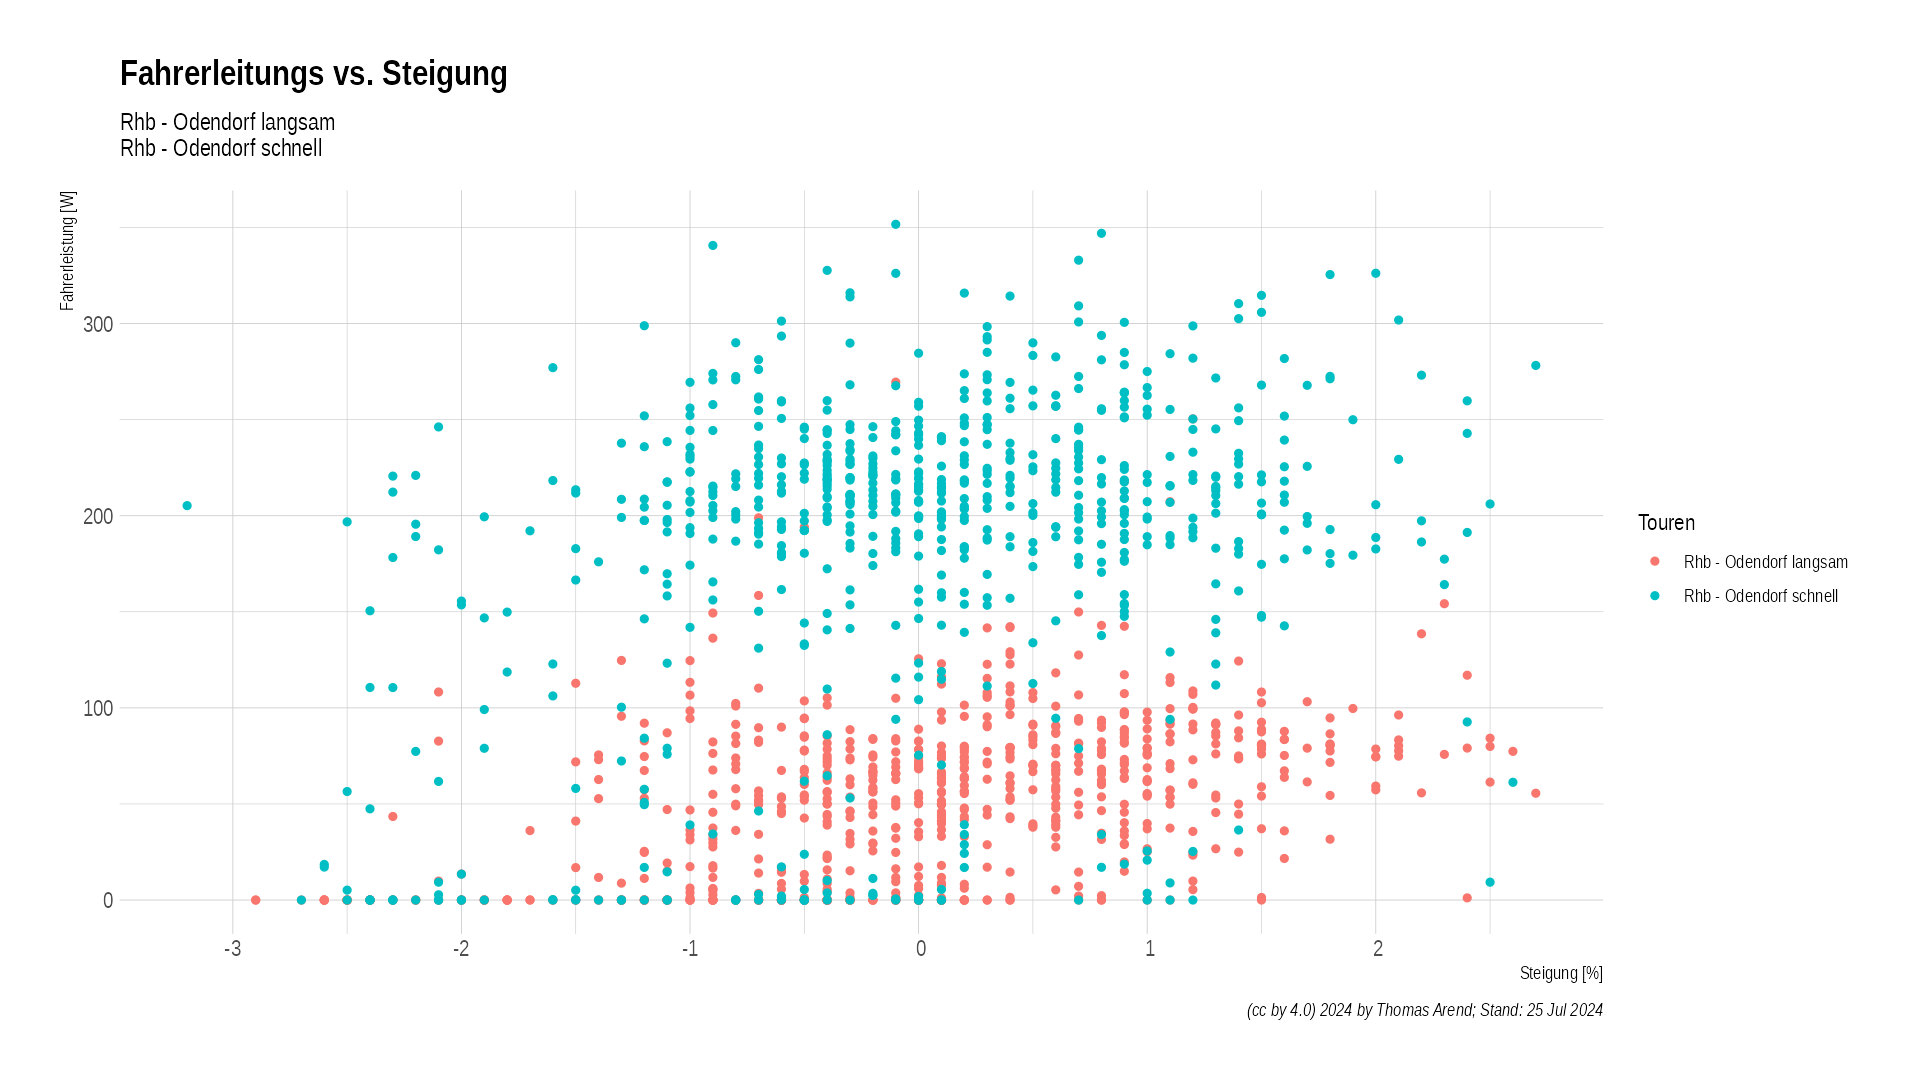 Fahrerleitungs vs. Steigung
Rhb - Odendorf langsam
Rhb - Odendorf schnell
Fahrerleistung [W]
300
200
100
0
-3
-2
-1
0
1
2
Steigung [%]
Touren
Rhb - Odendorf langsam
Rhb - Odendorf schnell
(cc by 4.0) 2024 by Thomas Arend; Stand: 25 Jul 2024